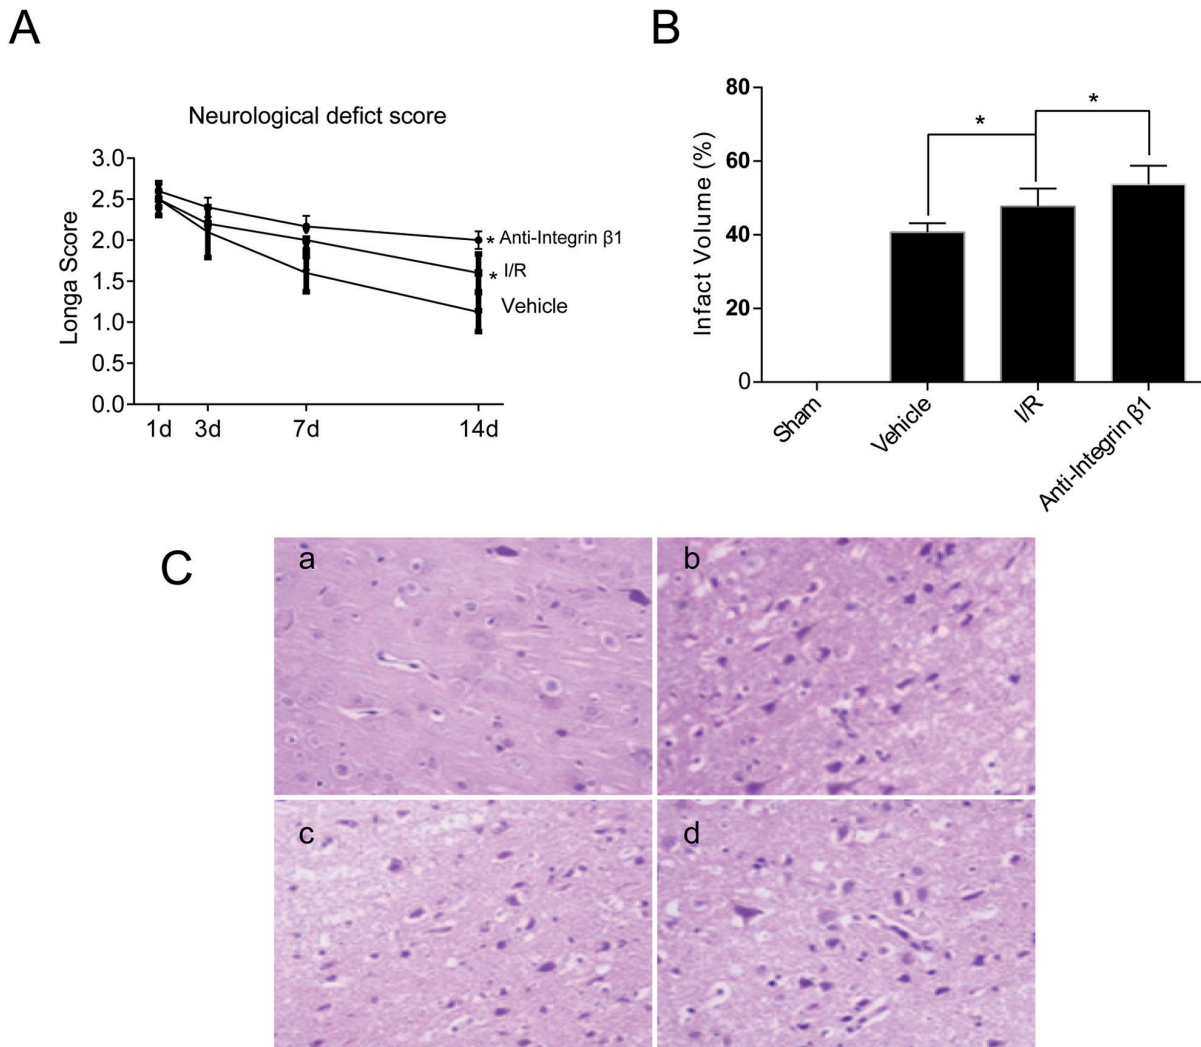 A
Neurological defict score
Longa Score
3.0
2.5
2.0
1.5
1.0
0.5
0.0
1d 3d 7d 14d
* Anti-Integrin β1
* I/R
Vehicle
B
Infact Volume (%)
80
60
40
20
0
* *
Sham
Vehicle
I/R
Anti-Integrin β1
C
a
b
c
d